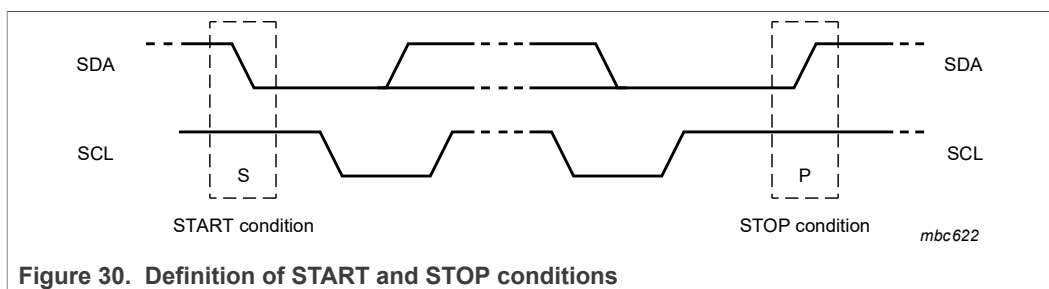 SDA SDA
SCL SCL
S P
START condition STOP condition
mbc622
Figure 30. Definition of START and STOP conditions